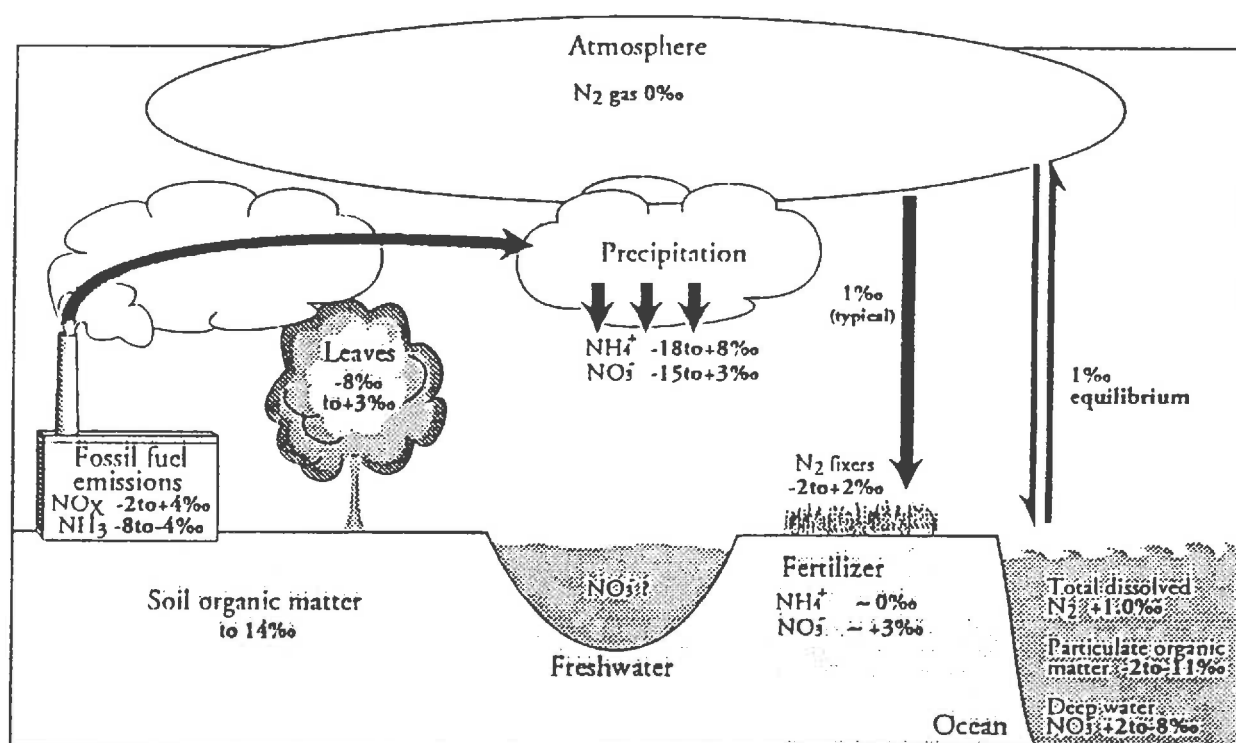 Atmosphere
N2 gas 0‰
Precipitation
NH4+ -18to+8‰
NO3- -15to+3‰
1‰
(typical)
1‰
equilibrium
Leaves
-8‰
to+3‰
Fossil fuel
emissions
NOX -2to+4‰
NH3 -8to-4‰
N2 fixers
-2to+2‰
Soil organic matter
to 14‰
NO3-?
Freshwater
Fertilizer
NH4+ ~ 0‰
NO3- ~ +3‰
Ocean
Total dissolved
N2 +1.0‰
Particulate organic
matter -2to-11‰
Deep water
NO3- +2to-8‰